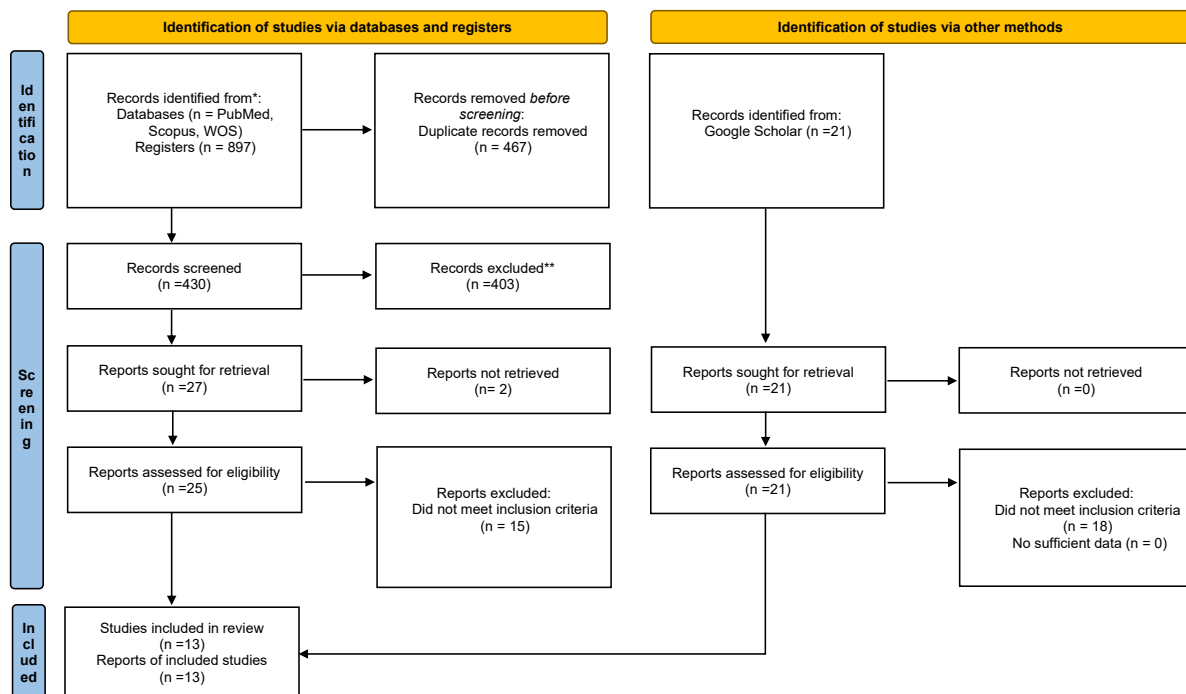 Identification of studies via databases and registers
Identification of studies via other methods
Id
en
tifi
ca
tio
n
Records identified from*:
Databases (n = PubMed,
Scopus, WOS)
Registers (n = 897)
Records removed before
screening:
Duplicate records removed
(n = 467)
Records identified from:
Google Scholar (n =21)
Sc
re
en
in
g
Records screened
(n =430)
Records excluded**
(n =403)
Reports sought for retrieval
(n =27)
Reports not retrieved
(n= 2)
Reports sought for retrieval
(n =21)
Reports not retrieved
(n =0)
Reports assessed for eligibility
(n =25)
Reports excluded:
Did not meet inclusion criteria
(n = 15)
Reports assessed for eligibility
(n =21)
Reports excluded:
Did not meet inclusion criteria
(n = 18)
No sufficient data (n = 0)
In
cl
ud
ed
Studies included in review
(n =13)
Reports of included studies
(n =13)